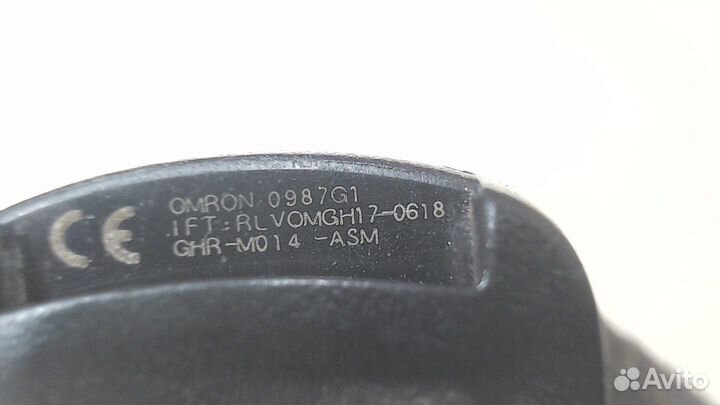 CE
OMRON 0987G1
IFT:RLVOMGH17-0618
GHR-M014 -ASM
Avito